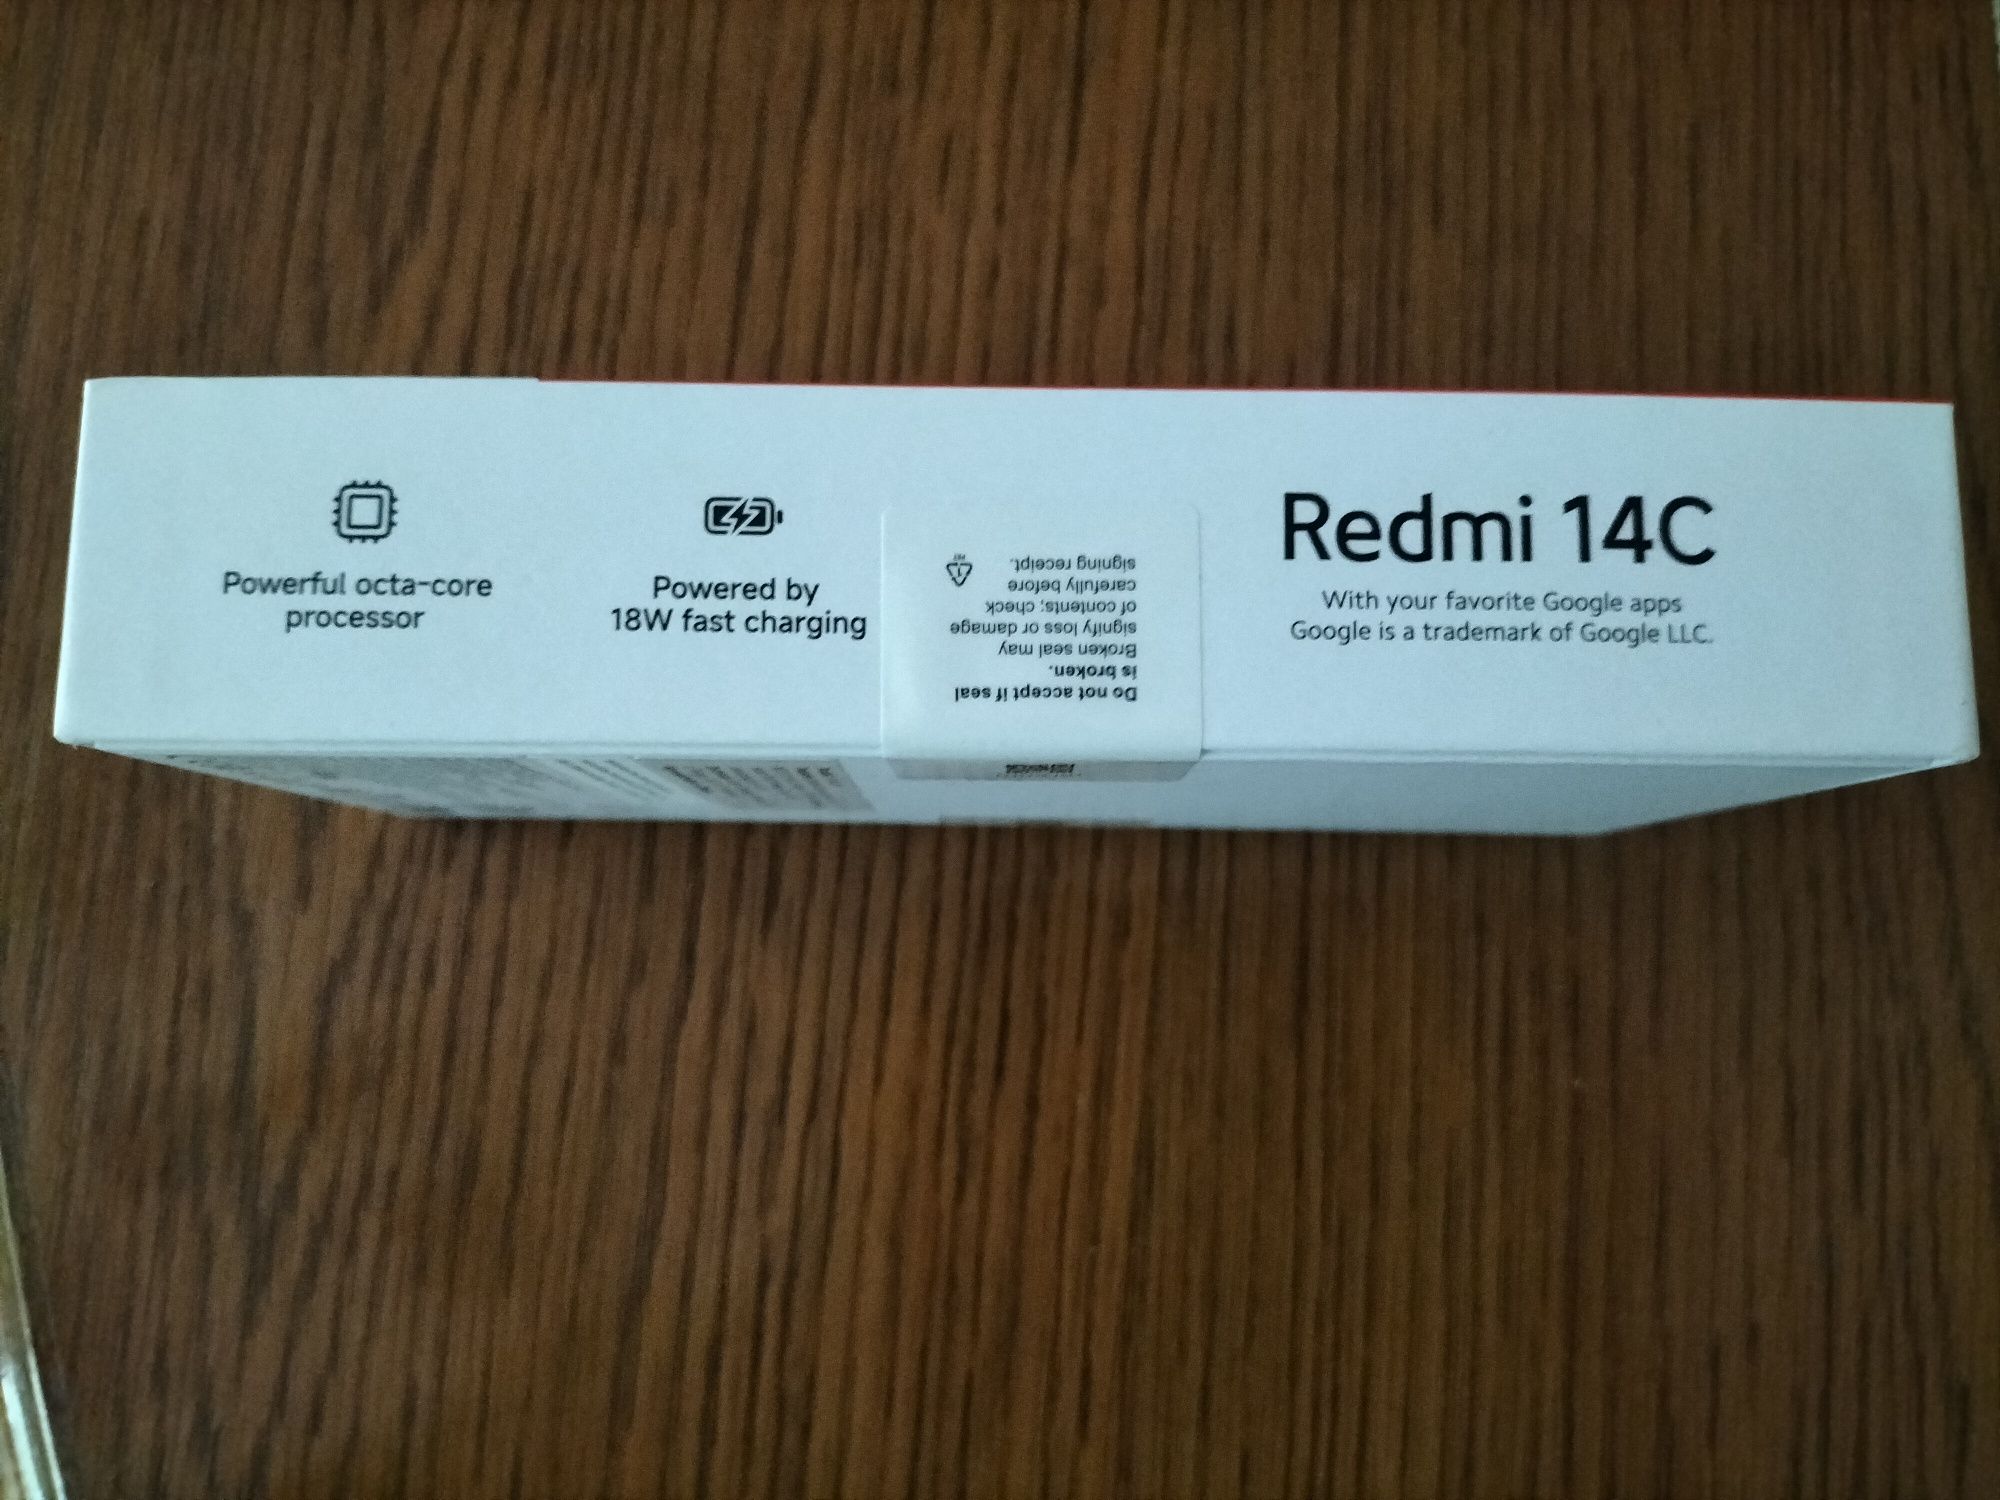 Powerful octa-core
processor
Powered by
18W fast charging
Do not accept if seal
is broken.
Broken seal may
signify loss or damage
of contents; check
carefully before
signing receipt.
1
PET
Redmi 14C
With your favorite Google apps
Google is a trademark of Google LLC.